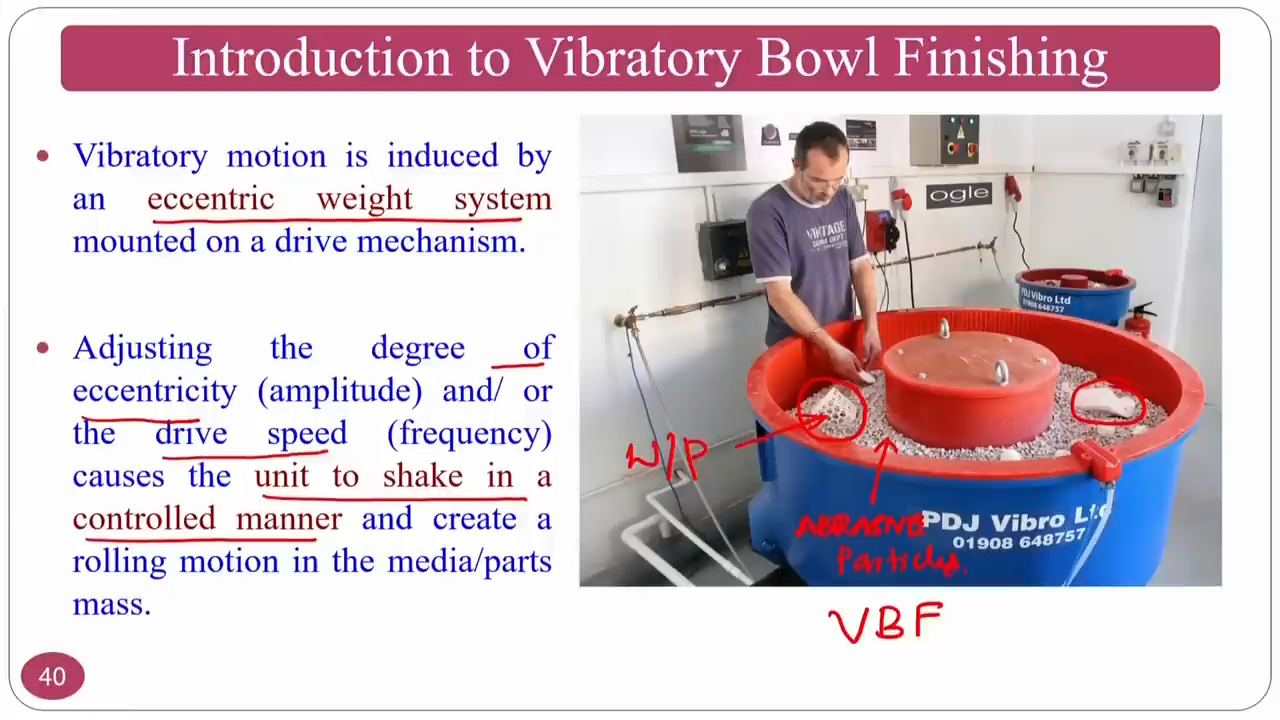 Introduction to Vibratory Bowl Finishing
Vibratory motion is induced by
an eccentric weight system
mounted on a drive mechanism.
Adjusting the degree of
eccentricity (amplitude) and/ or
the drive speed (frequency)
causes the unit to shake in a
controlled manner and create a
rolling motion in the media/parts
mass.
40
VINTAGE
ogle
PDJ Vibro Ltd
01908 648757
W/P
ABRASIVE
Particles.
PDJ Vibro Ltd
01908 648757
VBF